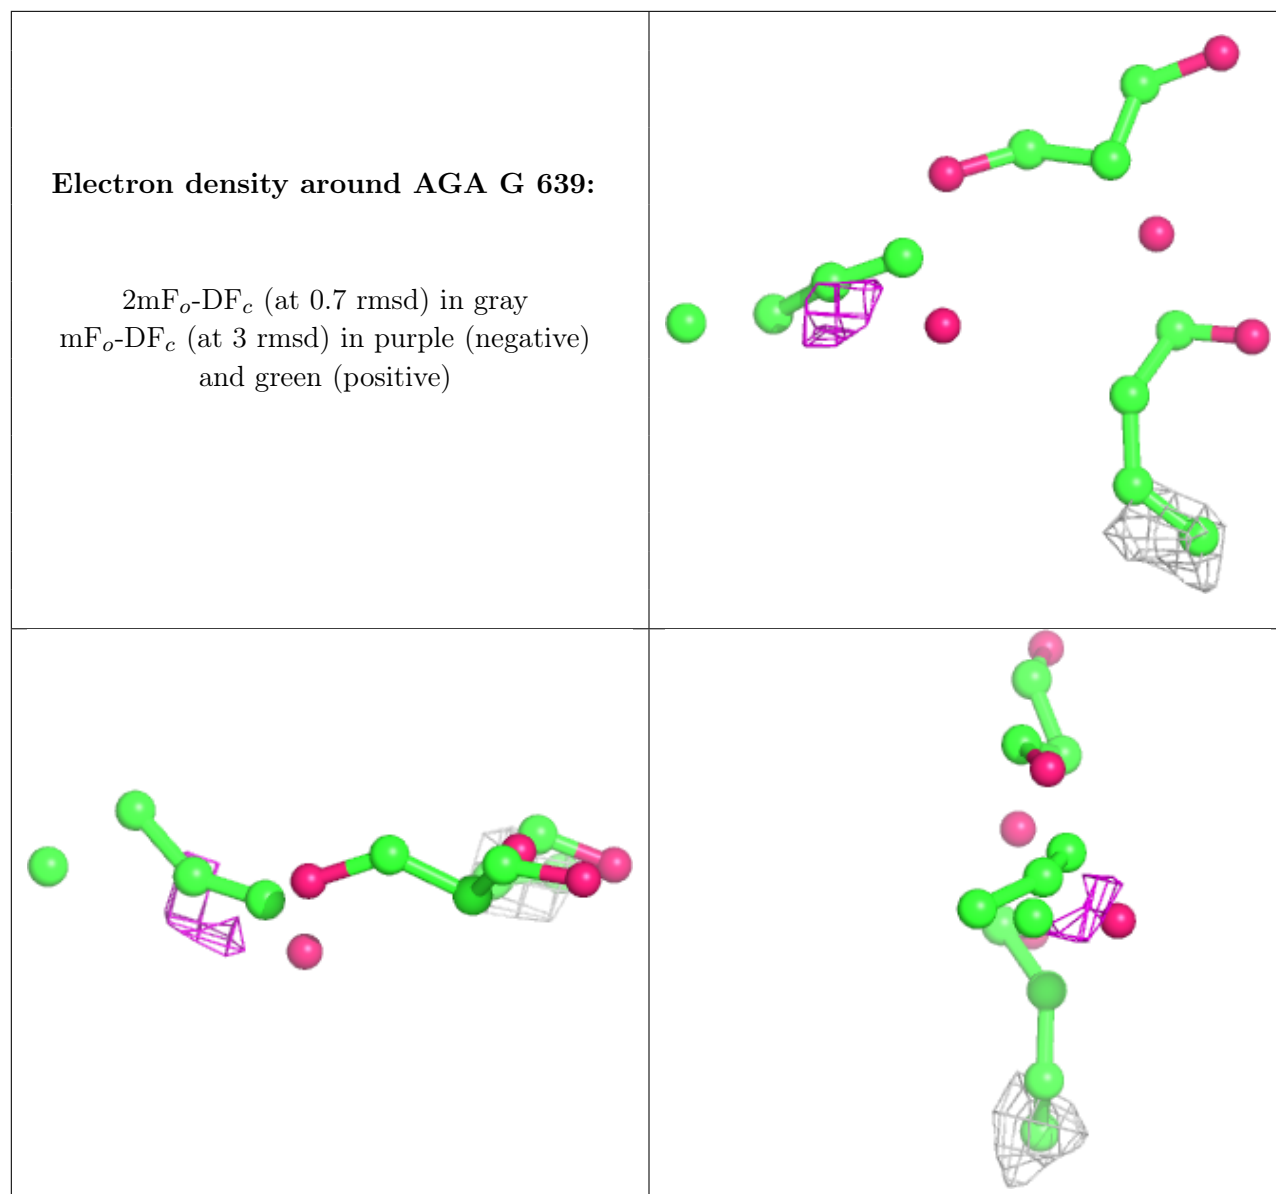 Electron density around AGA G 639:
2mFo-DFc (at 0.7 rmsd) in gray
mFo-DFc (at 3 rmsd) in purple (negative)
and green (positive)